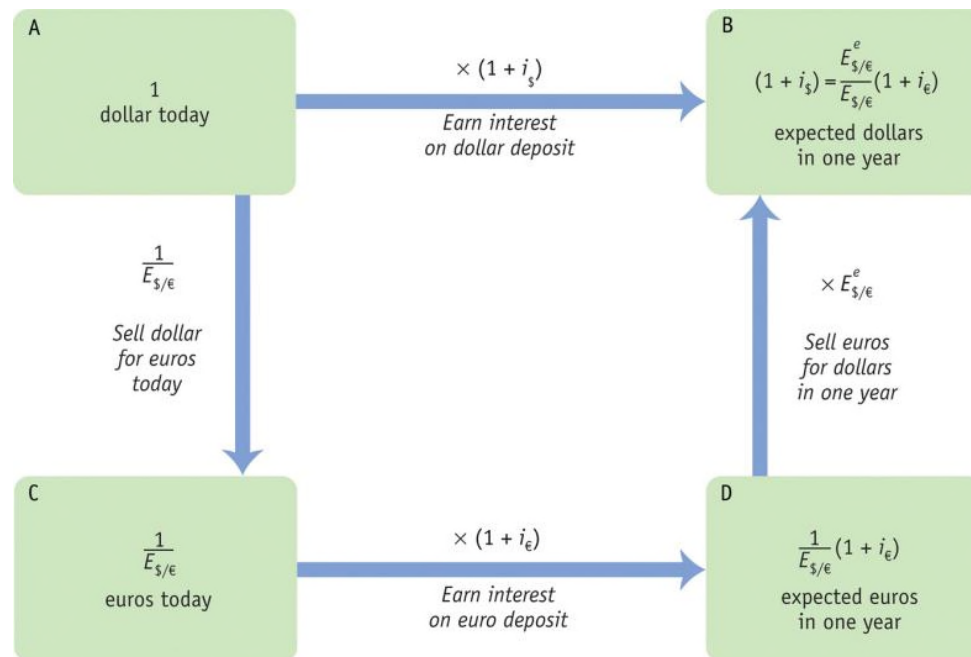 A
1
dollar today
× (1 + i$)
Earn interest
on dollar deposit
B
(1 + i$) = E^e$/€ / E$/€ (1 + i€)
expected dollars
in one year
1 / E$/€
Sell dollar
for euros
today
× E^e$/€
Sell euros
for dollars
in one year
C
1 / E$/€
euros today
× (1 + i€)
Earn interest
on euro deposit
D
1 / E$/€ (1 + i€)
expected euros
in one year